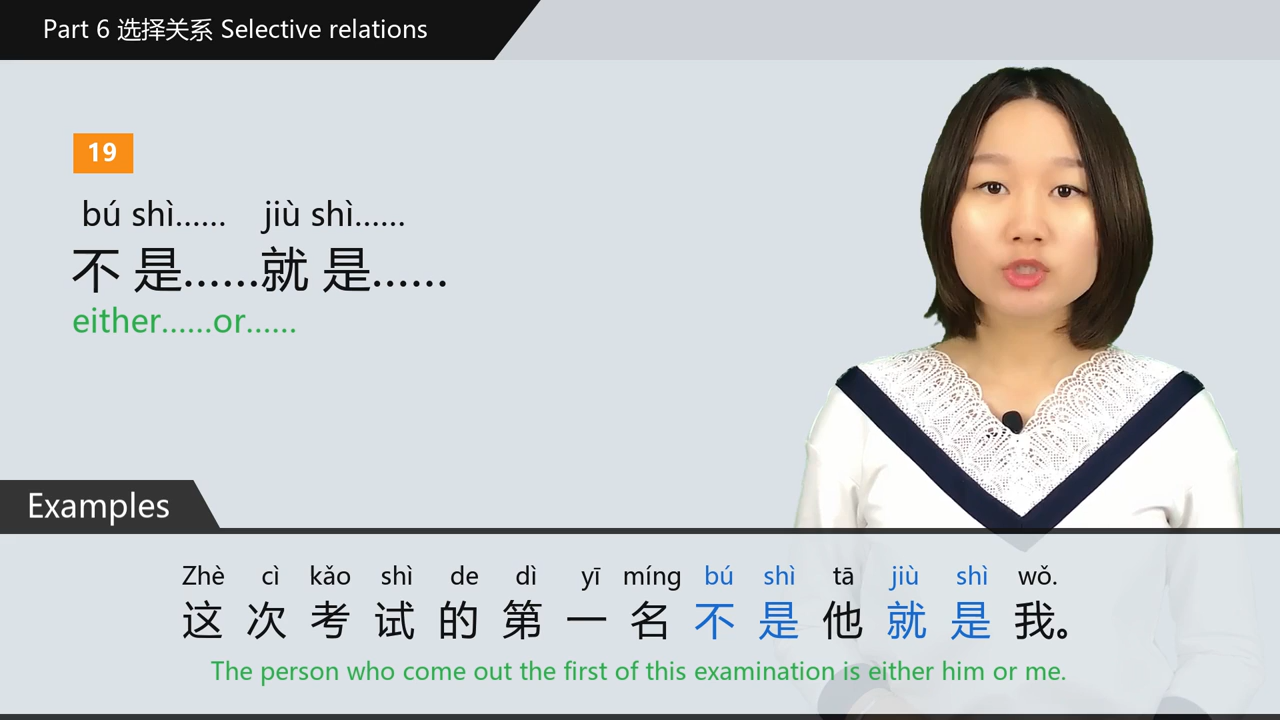 Part 6 选择关系 Selective relations
19
bú shì...... jiù shì......
不 是......就 是......
either......or......
Examples
Zhè cì kǎo shì de dì yī míng bú shì tā jiù shì wǒ.
这 次 考 试 的 第 一 名 不 是 他 就 是 我。
The person who come out the first of this examination is either him or me.